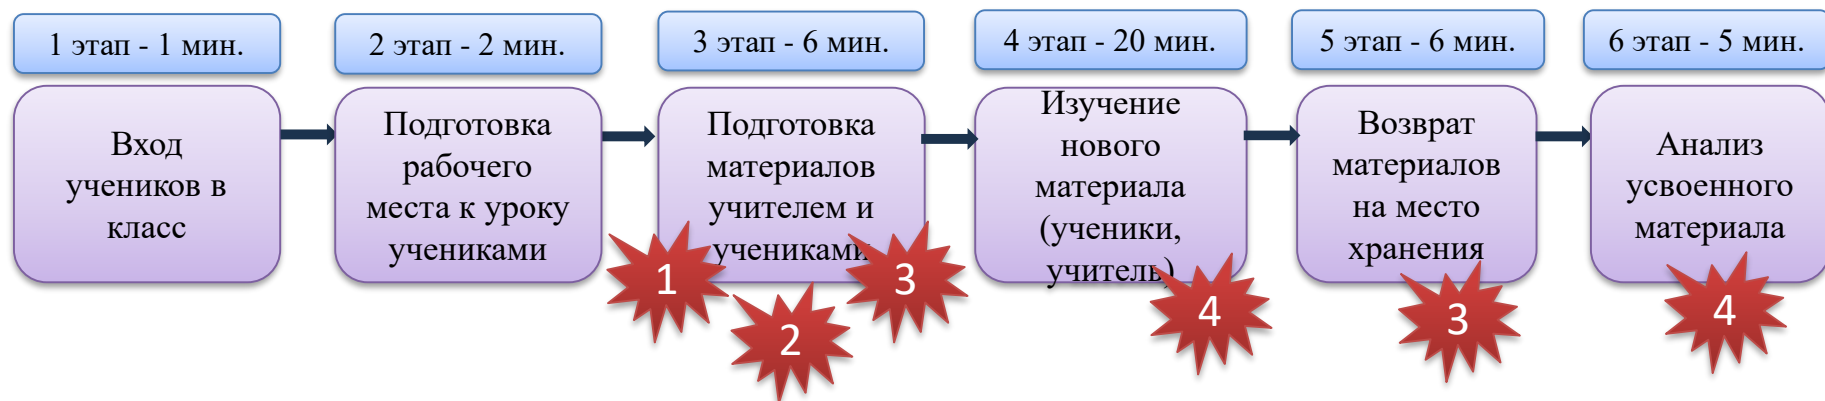 1 этап - 1 мин.
2 этап - 2 мин.
3 этап - 6 мин.
4 этап - 20 мин.
5 этап - 6 мин.
6 этап - 5 мин.
Вход
учеников в
класс
Подготовка
рабочего
места к уроку
учениками
Подготовка
материалов
учителем и
учениками
Изучение
нового
материала
(ученики,
учитель)
Возврат
материалов
на место
хранения
Анализ
усвоенного
материала
1
2
3
4
3
4